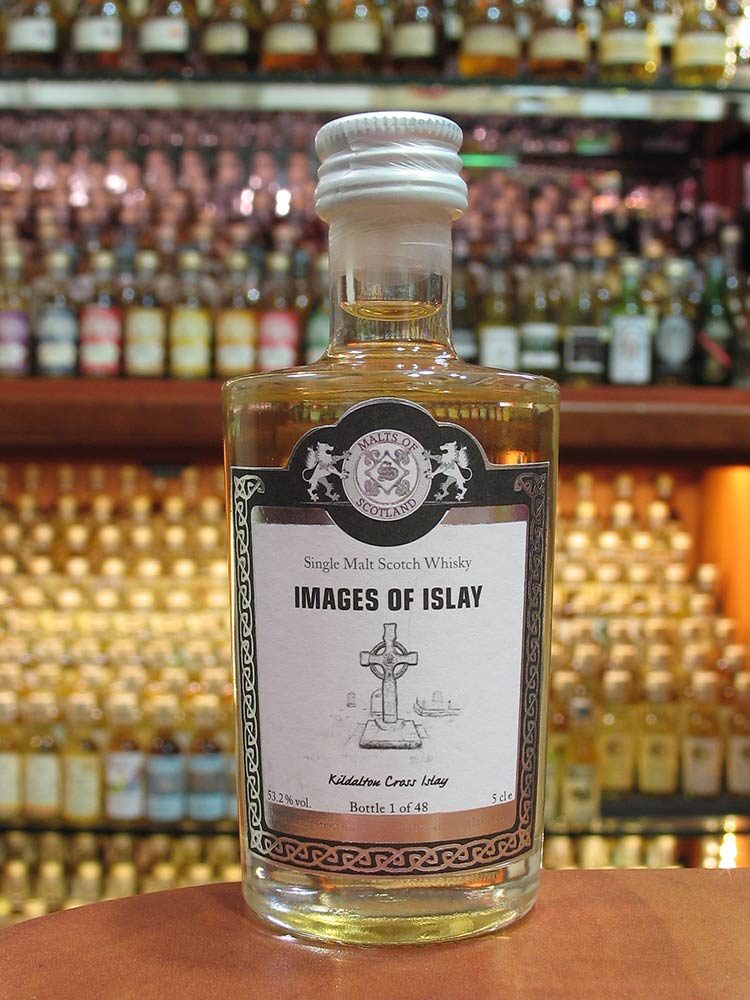 MALTS OF
SCOTLAND
Single Malt Scotch Whisky
IMAGES OF ISLAY
Kildalton Cross Islay
53.2% vol. Bottle 1 of 48 5 cl e